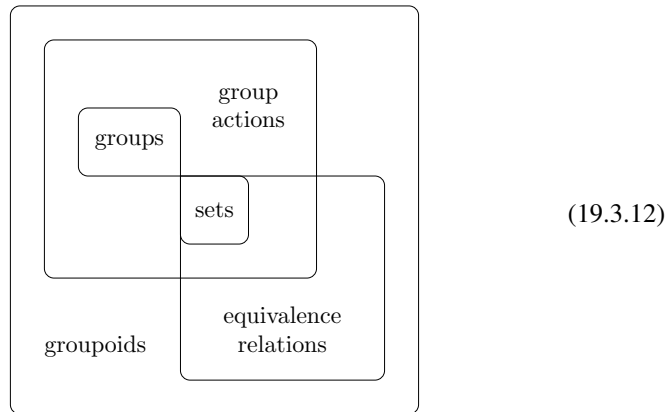 group
actions
groups
sets
(19.3.12)
equivalence
relations
groupoids